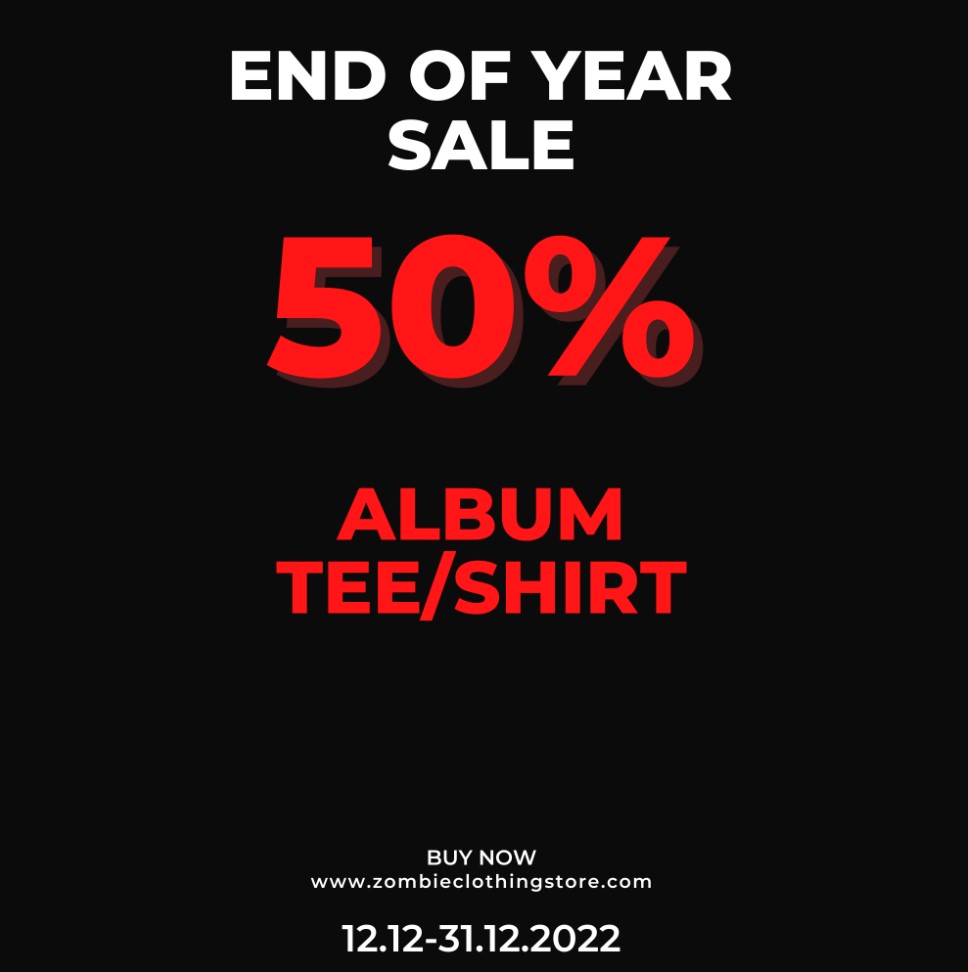 END OF YEAR
SALE
50%
ALBUM
TEE/SHIRT
BUY NOW
www.zombieclothingstore.com
12.12-31.12.2022